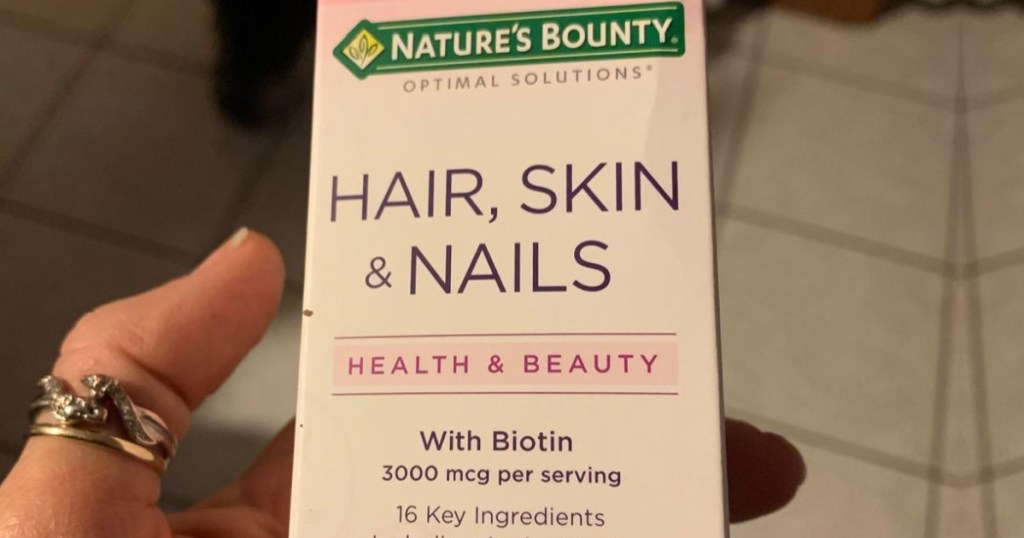 NATURE'S BOUNTY®
OPTIMAL SOLUTIONS®
HAIR, SKIN
& NAILS
HEALTH & BEAUTY
With Biotin
3000 mcg per serving
16 Key Ingredients